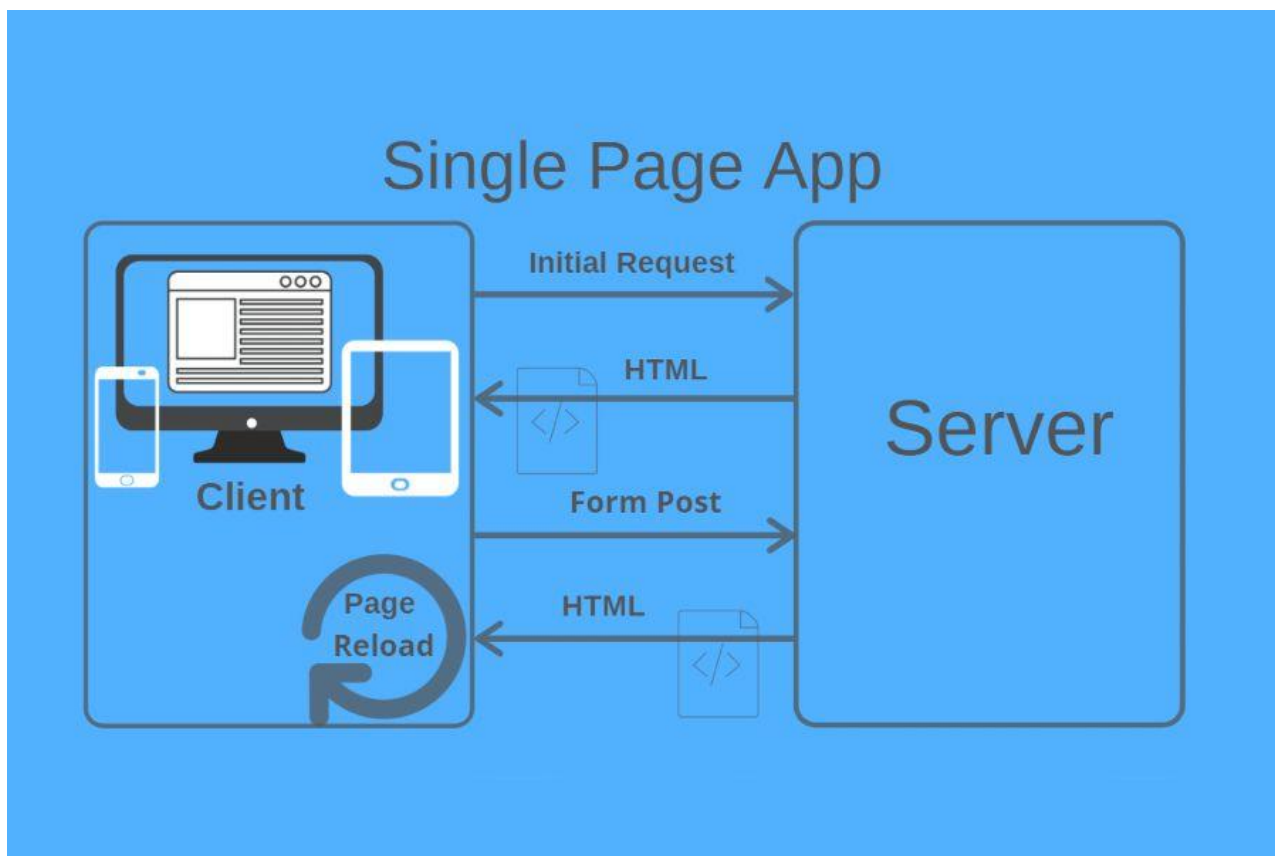 Single Page App
Initial Request
HTML
</>
Server
Client
Form Post
Page
Reload
HTML
</>